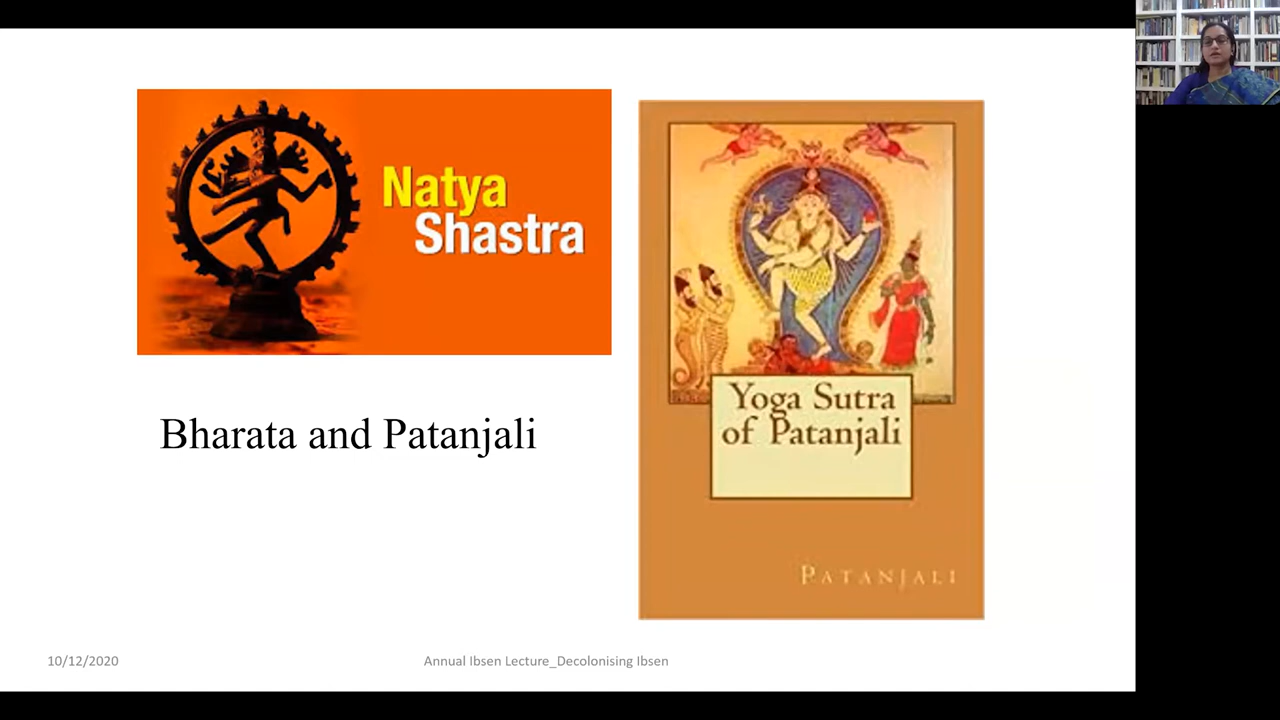 Natya
Shastra
Yoga Sutra
of Patanjali
PATANJALI
Bharata and Patanjali
10/12/2020
Annual Ibsen Lecture_Decolonising Ibsen